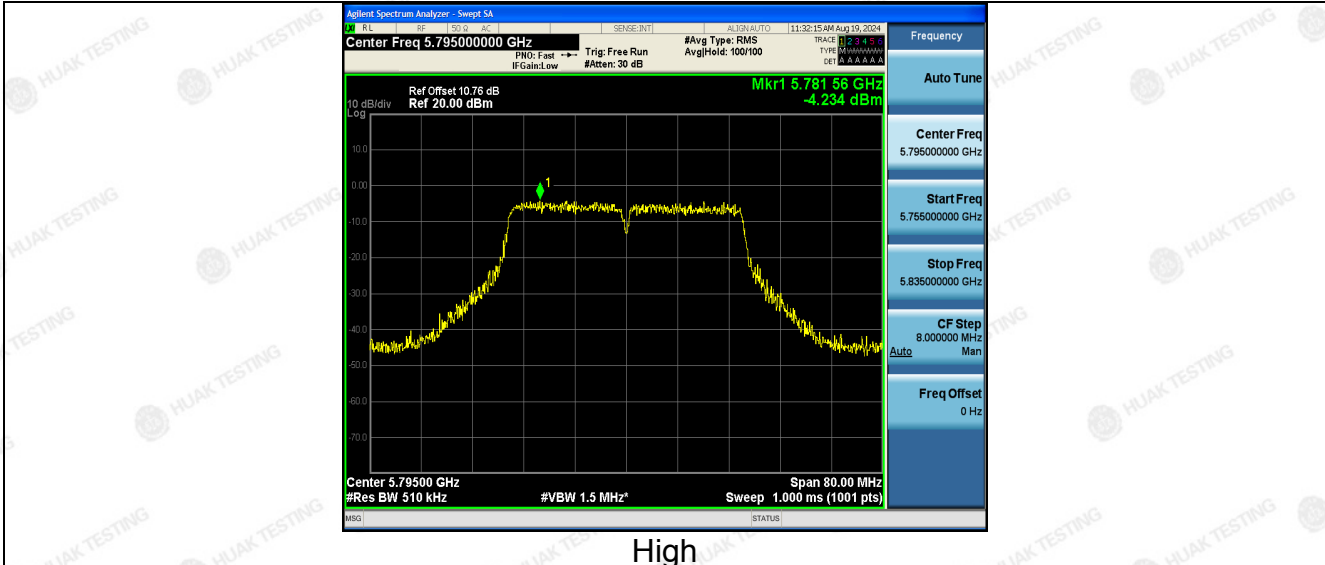 Agilent Spectrum Analyzer - Swept SA
RL RF 50 Ω AC SENSE:INT ALIGN AUTO 11:32:15 AM Aug 19, 2024
Center Freq 5.795000000 GHz
PNO: Fast
IFGain:Low
Trig: Free Run
#Atten: 30 dB
#Avg Type: RMS
Avg|Hold: 100/100
TRACE 1 2 3 4 5 6
TYPE M
DET A A A A A A
Mkr1 5.781 56 GHz
-4.234 dBm
Ref Offset 10.76 dB
10 dB/div Ref 20.00 dBm
Log
10.0
0.00
-10.0
-20.0
-30.0
-40.0
-50.0
-60.0
-70.0
1
Center 5.79500 GHz Span 80.00 MHz
#Res BW 510 kHz #VBW 1.5 MHz* Sweep 1.000 ms (1001 pts)
MSG STATUS
Frequency
Auto Tune
Center Freq
5.795000000 GHz
Start Freq
5.755000000 GHz
Stop Freq
5.835000000 GHz
CF Step
8.000000 MHz
Auto Man
Freq Offset
0 Hz
High
HUAK TESTING